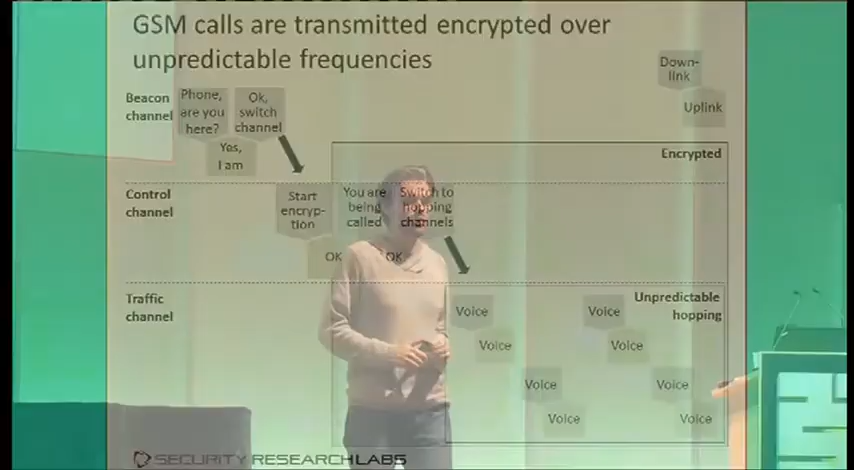 GSM calls are transmitted encrypted over
unpredictable frequencies
Down-
link
Uplink
Beacon
channel
Phone,
are you
here?
Ok,
switch
channel
Yes,
I am
Encrypted
Control
channel
Start
encryp-
tion
You are
being
called
Switch to
hopping
channels
OK
OK
Traffic
channel
Unpredictable
hopping
Voice
Voice
Voice
Voice
Voice
Voice
Voice
Voice
SECURITY RESEARCH LABS